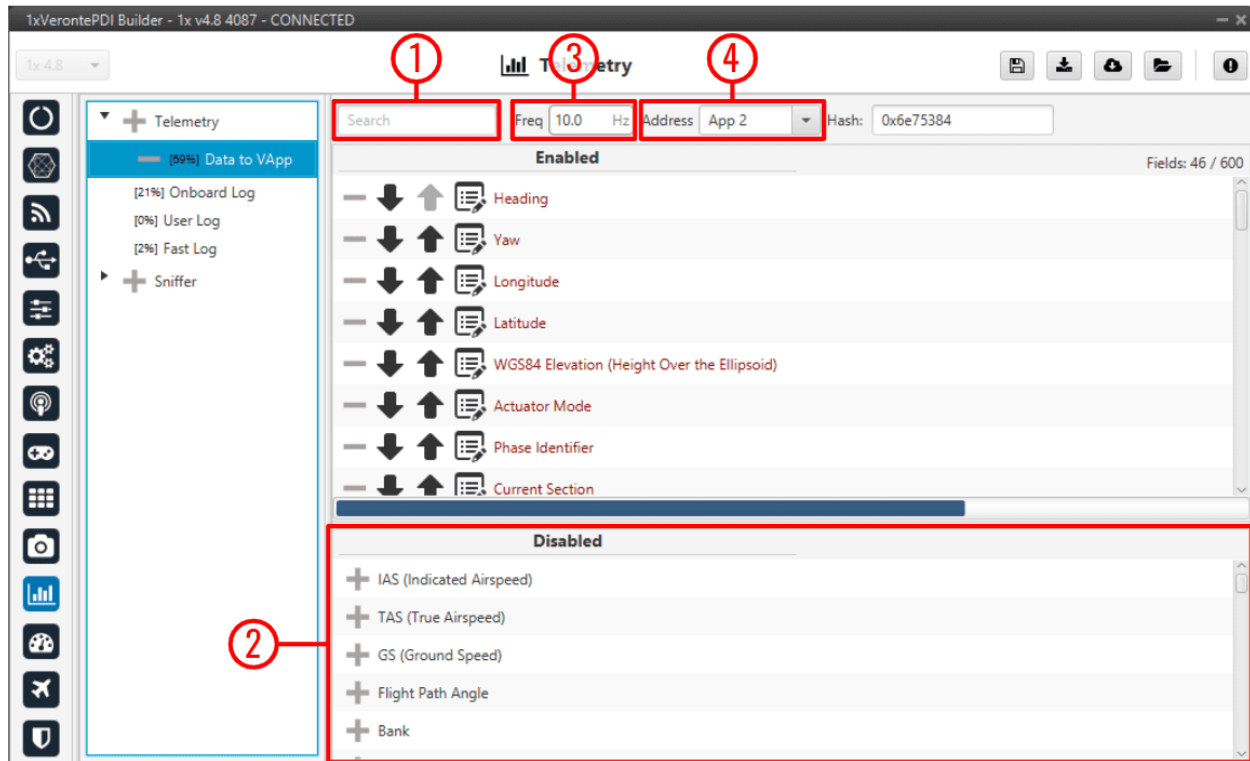 1xVerontePDI Builder - 1x v4.8 4087 - CONNECTED
1x 4.8
Telemetry
1
3
4
2
Telemetry
[69%] Data to VApp
[21%] Onboard Log
[0%] User Log
[2%] Fast Log
Sniffer
Search
Freq 10.0 Hz Address App 2 Hash: 0x6e75384
Enabled
Fields: 46 / 600
Heading
Yaw
Longitude
Latitude
WGS84 Elevation (Height Over the Ellipsoid)
Actuator Mode
Phase Identifier
Current Section
Disabled
IAS (Indicated Airspeed)
TAS (True Airspeed)
GS (Ground Speed)
Flight Path Angle
Bank